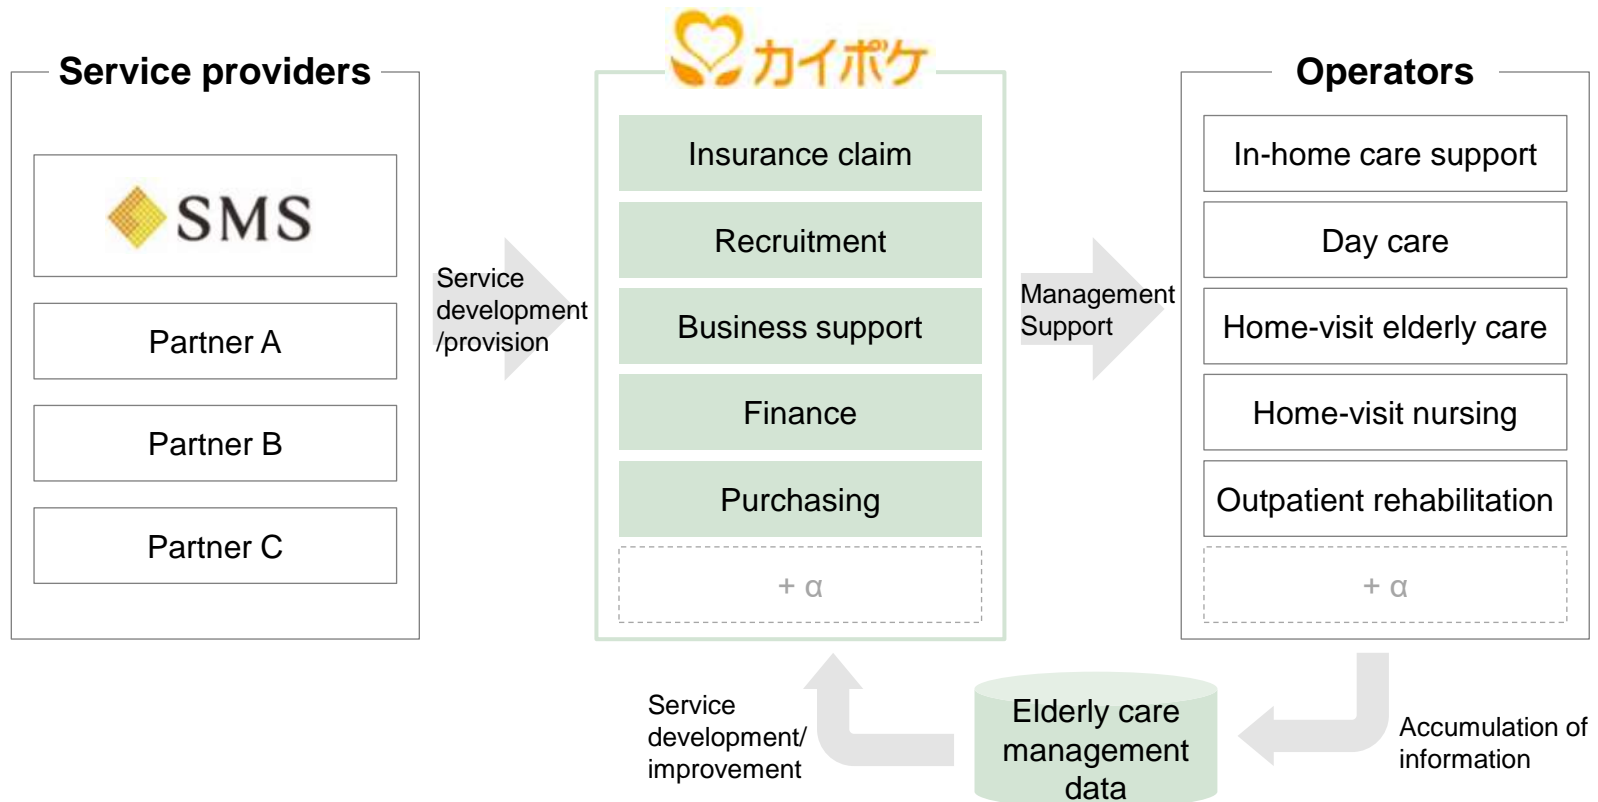 Service providers
SMS
Partner A
Partner B
Partner C
Service
development
/provision
カイポケ
Insurance claim
Recruitment
Business support
Finance
Purchasing
+ α
Management
Support
Operators
In-home care support
Day care
Home-visit elderly care
Home-visit nursing
Outpatient rehabilitation
+ α
Service
development/
improvement
Elderly care
management
data
Accumulation of
information